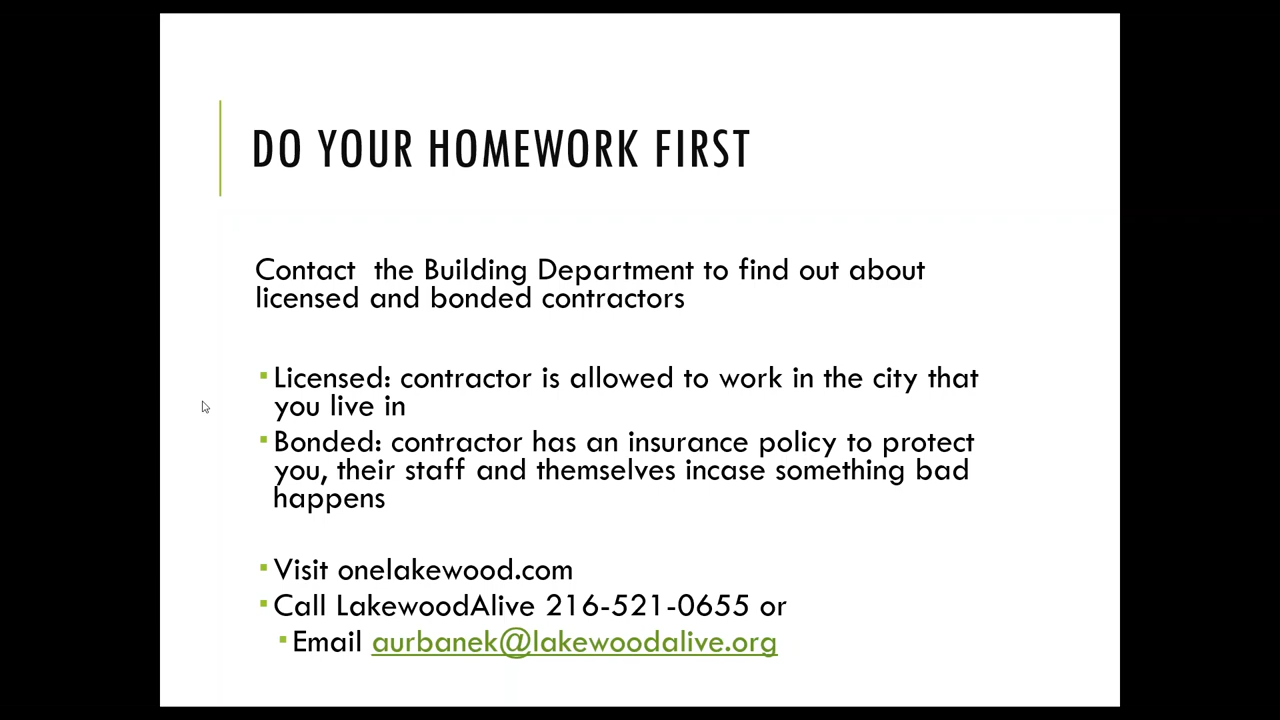 DO YOUR HOMEWORK FIRST
Contact  the Building Department to find out about
licensed and bonded contractors
▪Licensed: contractor is allowed to work in the city that
you live in
▪Bonded: contractor has an insurance policy to protect
you, their staff and themselves incase something bad
happens
▪Visit onelakewood.com
▪Call LakewoodAlive 216-521-0655 or
▪Email aurbanek@lakewoodalive.org